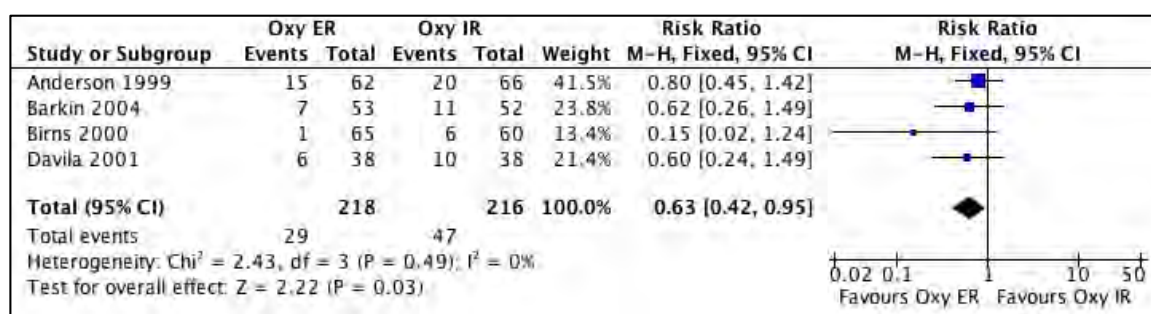 Oxy ER Oxy IR Risk Ratio Risk Ratio
Study or Subgroup Events Total Events Total Weight M-H, Fixed, 95% CI M-H, Fixed, 95% CI
Anderson 1999 15 62 20 66 41.5% 0.80 [0.45, 1.42]
Barkin 2004 7 53 11 52 23.8% 0.62 [0.26, 1.49]
Birns 2000 1 65 6 60 13.4% 0.15 [0.02, 1.24]
Davila 2001 6 38 10 38 21.4% 0.60 [0.24, 1.49]
Total (95% CI) 218 216 100.0% 0.63 [0.42, 0.95]
Total events 29 47
Heterogeneity: Chi² = 2.43, df = 3 (P = 0.49); I² = 0%
Test for overall effect: Z = 2.22 (P = 0.03)
0.02 0.1 1 10 50
Favours Oxy ER Favours Oxy IR